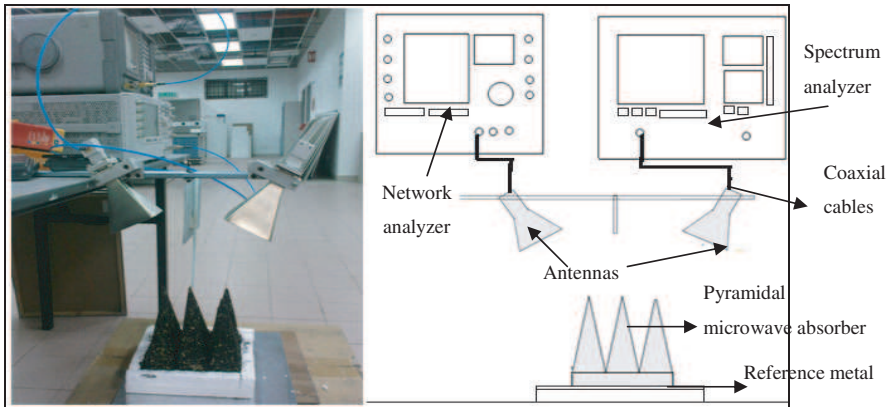 Spectrum
analyzer
Network
analyzer
Coaxial
cables
Antennas
Pyramidal
microwave absorber
Reference metal